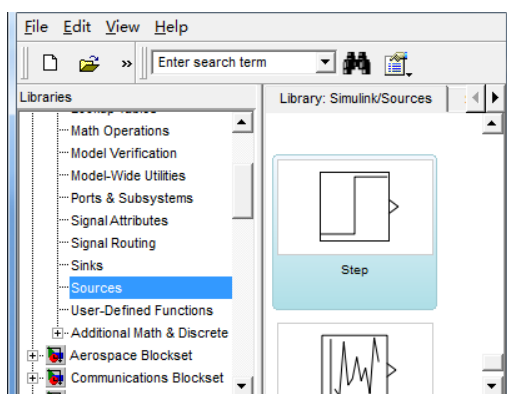 File Edit View Help
» Enter search term
Libraries
Library: Simulink/Sources
Math Operations
Model Verification
Model-Wide Utilities
Ports & Subsystems
Signal Attributes
Signal Routing
Sinks
Sources
User-Defined Functions
Additional Math & Discrete
Aerospace Blockset
Communications Blockset
Step